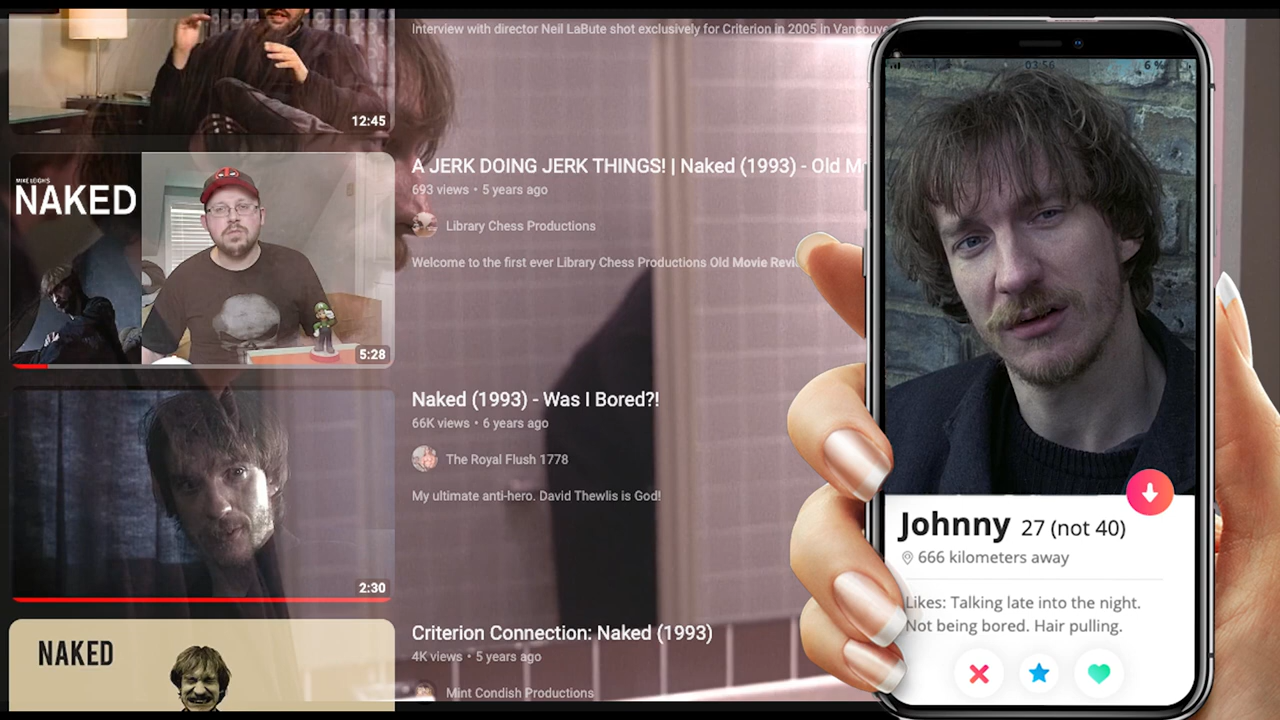 Interview with director Neil LaBute shot exclusively for Criterion in 2005 in Vancouve
12:45
A JERK DOING JERK THINGS! | Naked (1993) - Old M
693 views • 5 years ago
Library Chess Productions
Welcome to the first ever Library Chess Productions Old Movie Revi
MIKE LEIGH'S
NAKED
5:28
Naked (1993) - Was I Bored?!
66K views • 6 years ago
The Royal Flush 1778
My ultimate anti-hero. David Thewlis is God!
2:30
Criterion Connection: Naked (1993)
4K views • 5 years ago
Mint Condish Productions
NAKED
03:56
6 %
Johnny 27 (not 40)
666 kilometers away
Likes: Talking late into the night.
Not being bored. Hair pulling.